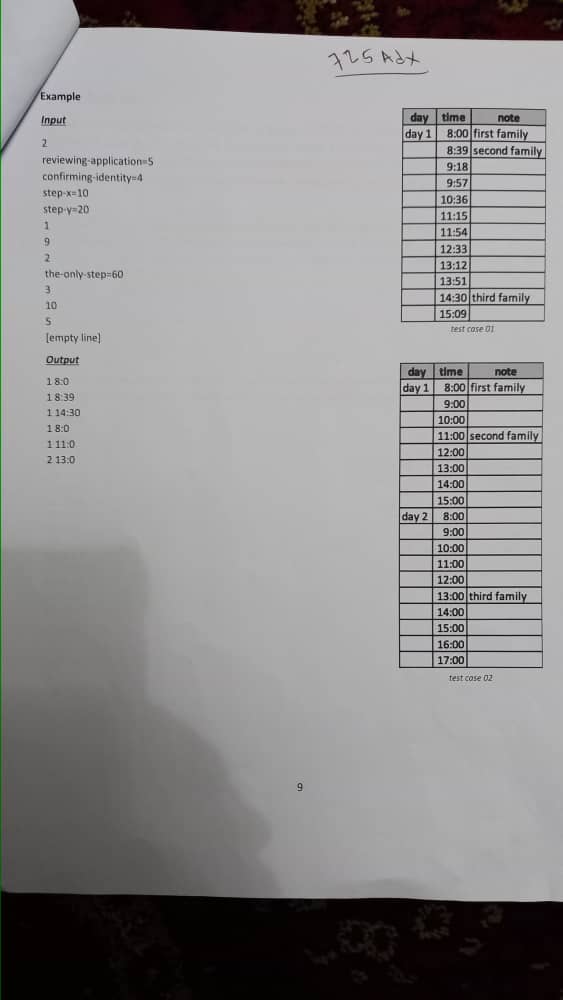 725 Adx
Example
Input
2
reviewing-application=5
confirming-identity=4
step-x=10
step-y=20
1
9
2
the-only-step=60
3
10
5
[empty line]
Output
1 8:0
1 8:39
1 14:30
1 8:0
1 11:0
2 13:0
day time note
day 1 8:00 first family
8:39 second family
9:18
9:57
10:36
11:15
11:54
12:33
13:12
13:51
14:30 third family
15:09
test case 01
day time note
day 1 8:00 first family
9:00
10:00
11:00 second family
12:00
13:00
14:00
15:00
day 2 8:00
9:00
10:00
11:00
12:00
13:00 third family
14:00
15:00
16:00
17:00
test case 02
9